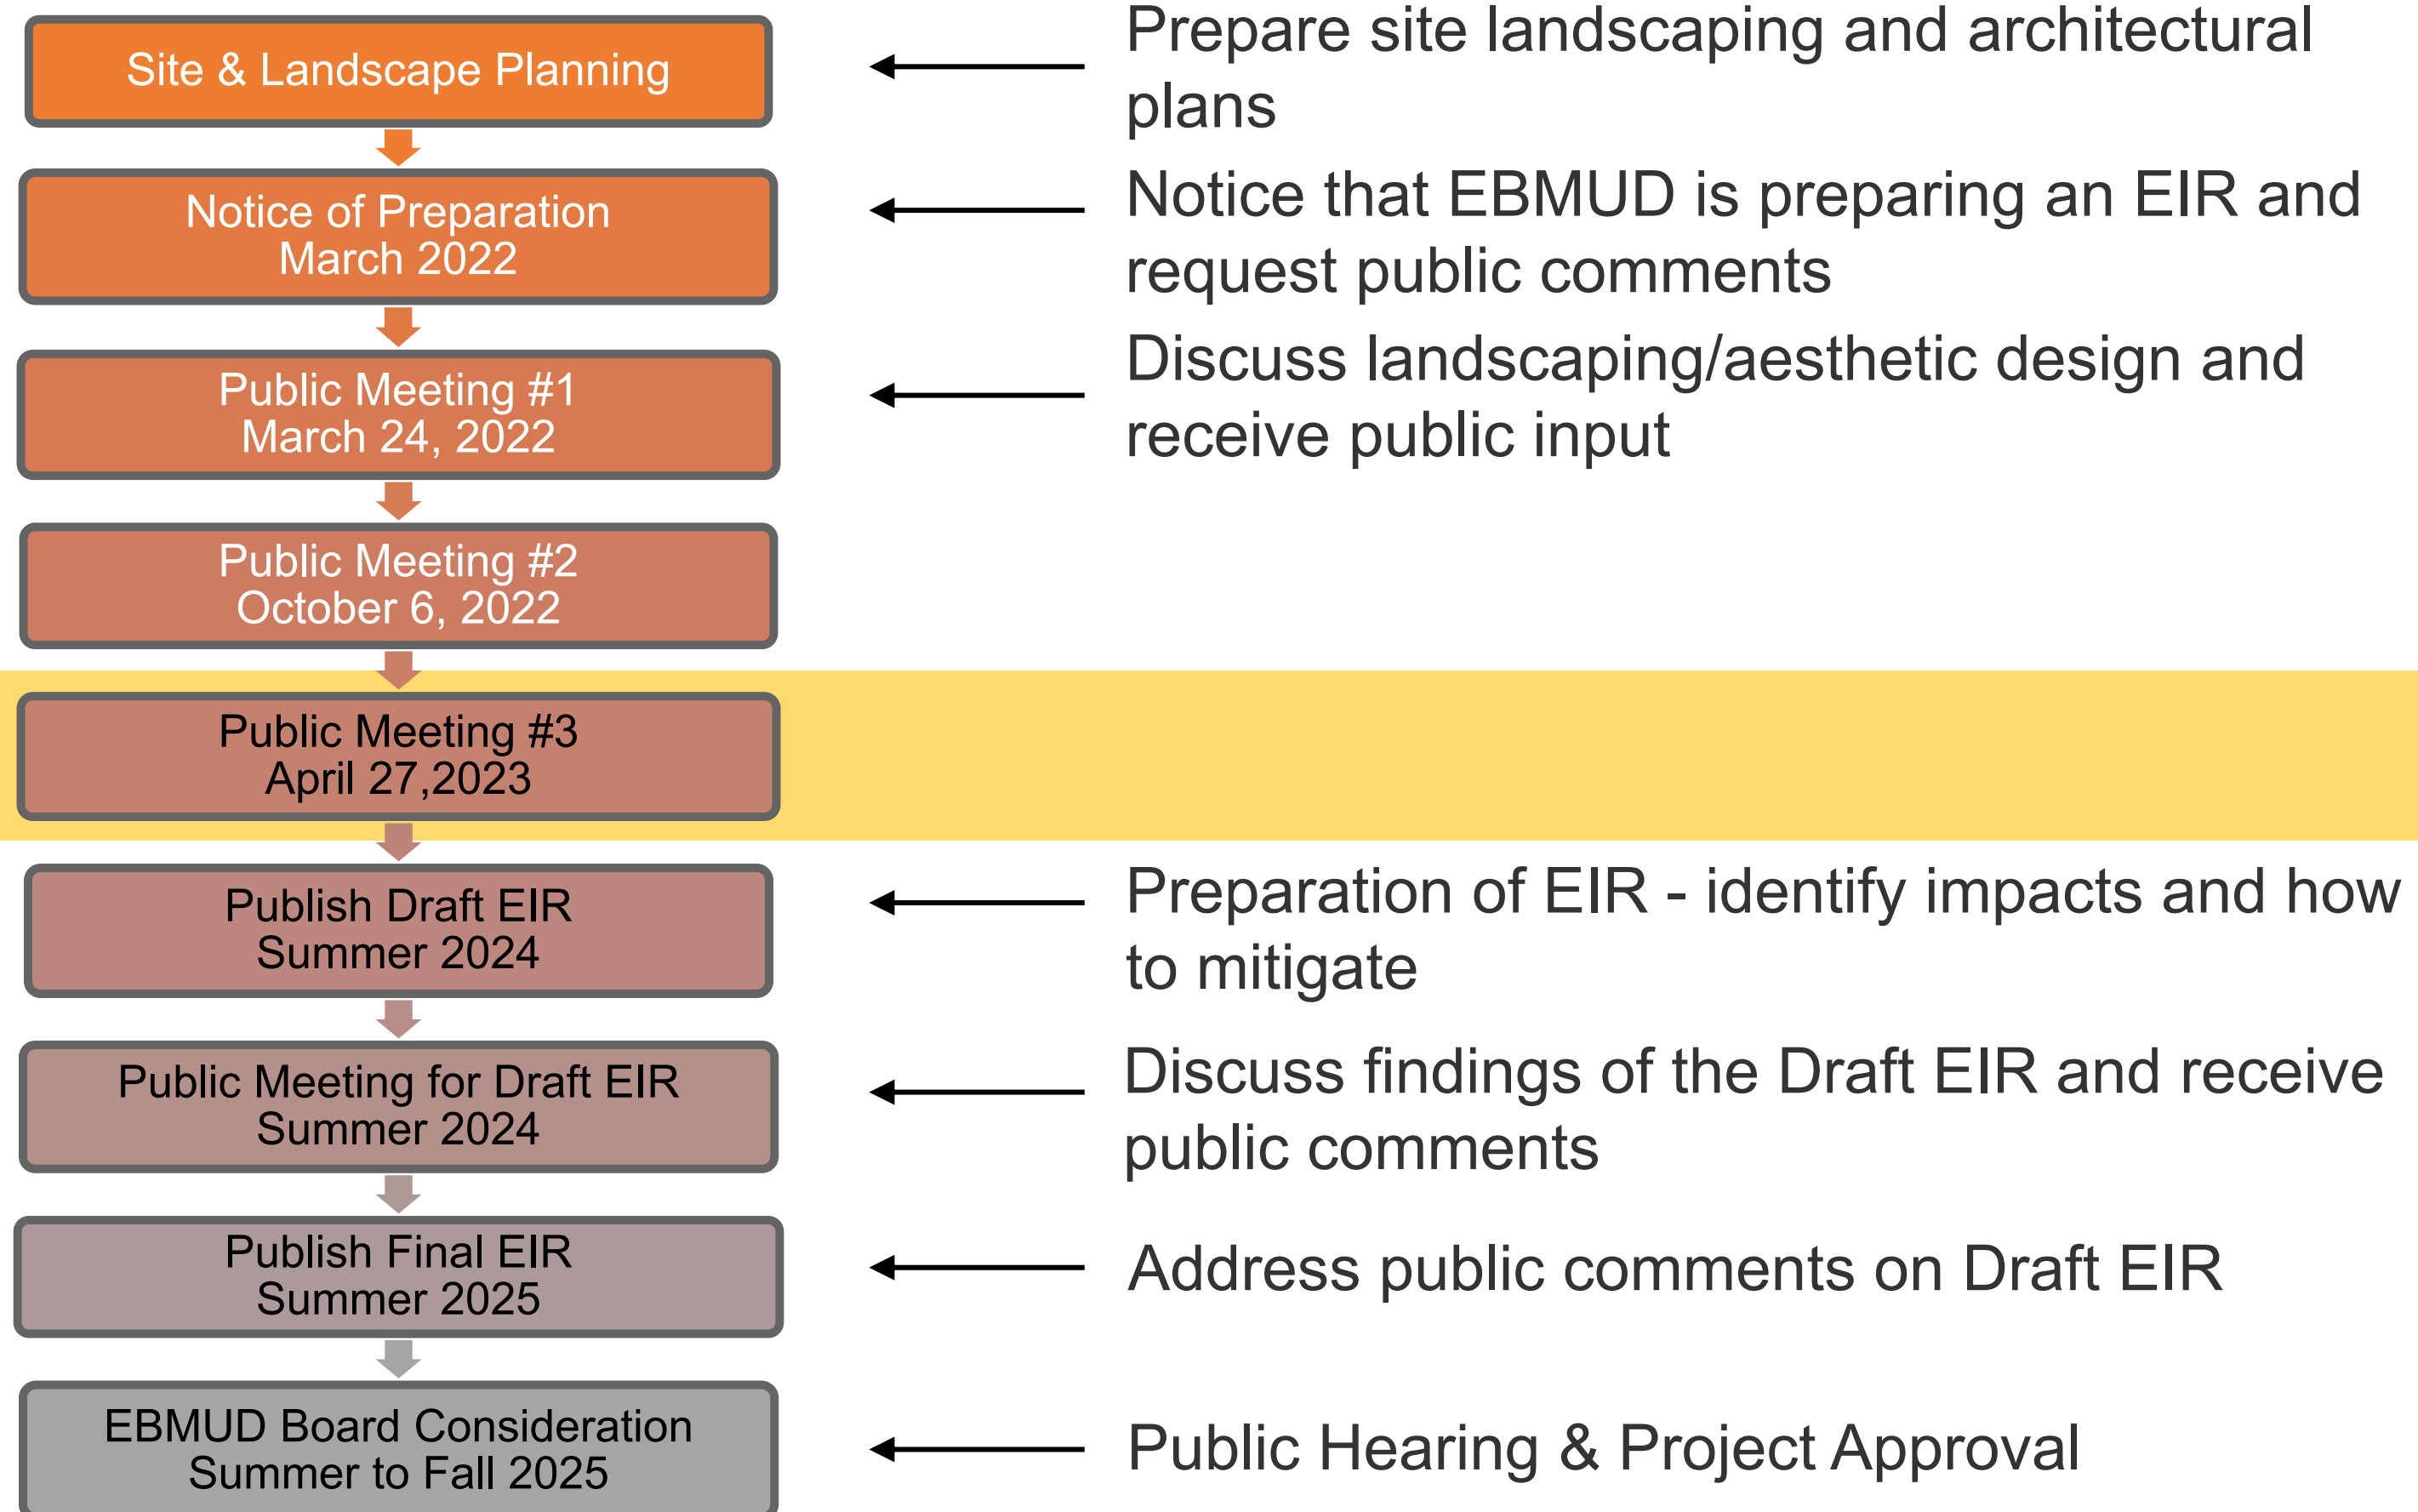 Site & Landscape Planning
Prepare site landscaping and architectural
plans
Notice of Preparation
March 2022
Notice that EBMUD is preparing an EIR and
request public comments
Public Meeting #1
March 24, 2022
Discuss landscaping/aesthetic design and
receive public input
Public Meeting #2
October 6, 2022
Public Meeting #3
April 27,2023
Publish Draft EIR
Summer 2024
Preparation of EIR - identify impacts and how
to mitigate
Public Meeting for Draft EIR
Summer 2024
Discuss findings of the Draft EIR and receive
public comments
Publish Final EIR
Summer 2025
Address public comments on Draft EIR
EBMUD Board Consideration
Summer to Fall 2025
Public Hearing & Project Approval